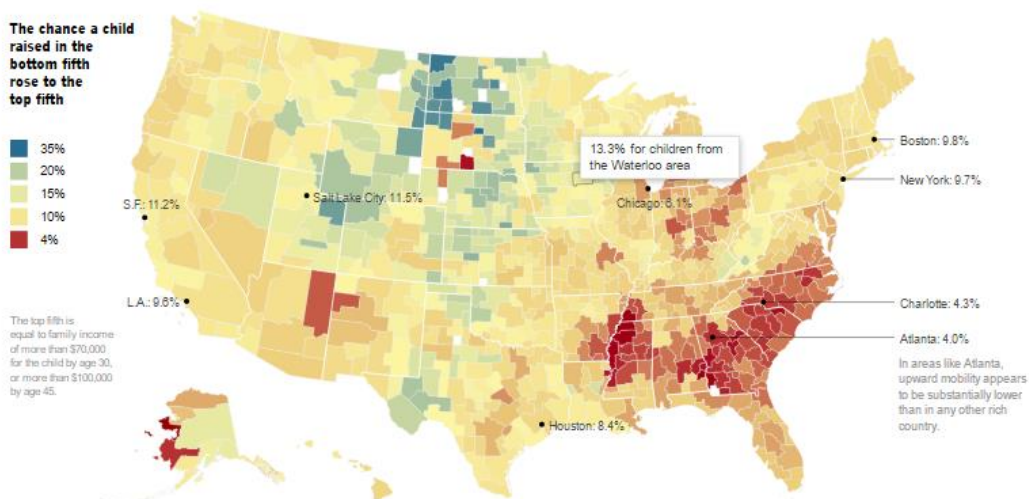 The chance a child
raised in the
bottom fifth
rose to the
top fifth
35%
20%
15%
10%
4%
The top fifth is
equal to family income
of more than $70,000
for the child by age 30,
or more than $100,000
by age 45.
S.F.: 11.2%
L.A.: 9.6%
Salt Lake City: 11.5%
Houston: 8.4%
13.3% for children from
the Waterloo area
Chicago: 6.1%
Boston: 9.8%
New York: 9.7%
Charlotte: 4.3%
Atlanta: 4.0%
In areas like Atlanta,
upward mobility appears
to be substantially lower
than in any other rich
country.